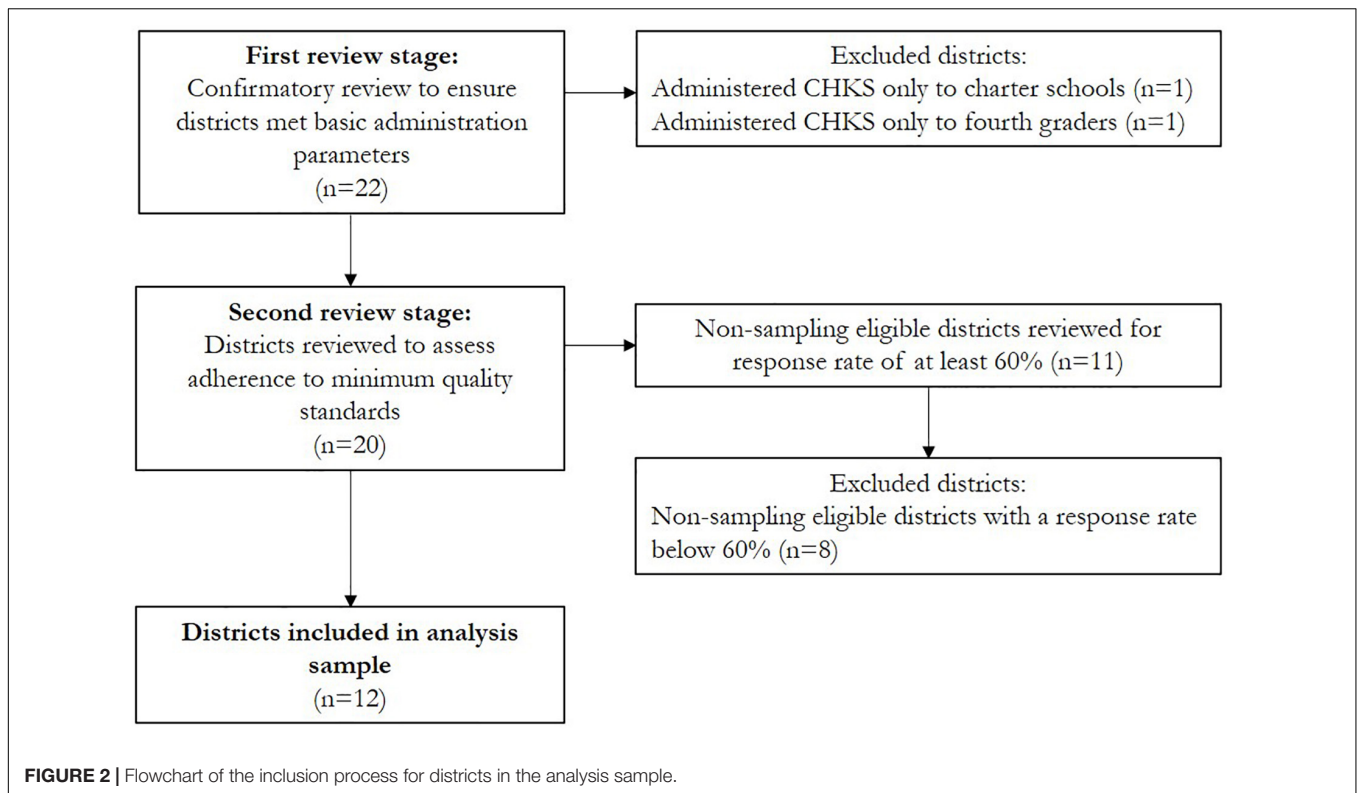 First review stage:
Confirmatory review to ensure
districts met basic administration
parameters
(n=22)
Excluded districts:
Administered CHKS only to charter schools (n=1)
Administered CHKS only to fourth graders (n=1)
Second review stage:
Districts reviewed to assess
adherence to minimum quality
standards
(n=20)
Non-sampling eligible districts reviewed for
response rate of at least 60% (n=11)
Excluded districts:
Non-sampling eligible districts with a response rate
below 60% (n=8)
Districts included in analysis
sample
(n=12)
FIGURE 2 | Flowchart of the inclusion process for districts in the analysis sample.